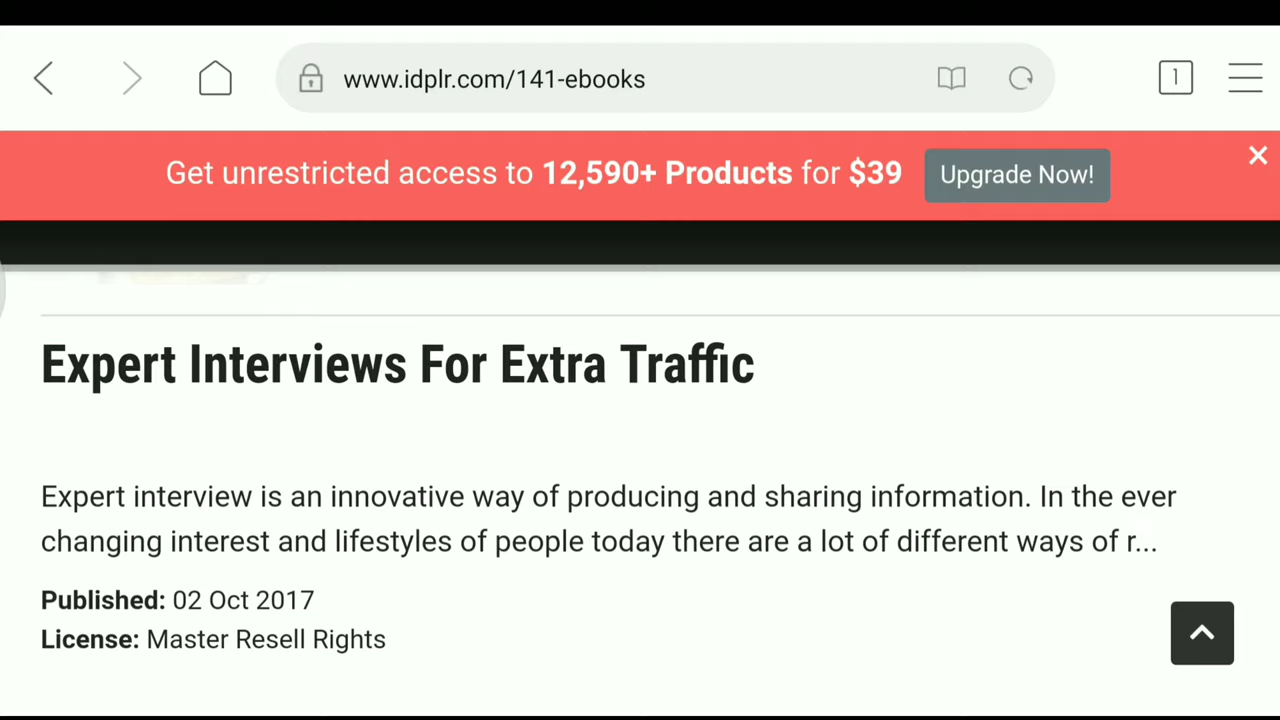 www.idplr.com/141-ebooks
1
Get unrestricted access to 12,590+ Products for $39
Upgrade Now!
Expert Interviews For Extra Traffic
Expert interview is an innovative way of producing and sharing information. In the ever
changing interest and lifestyles of people today there are a lot of different ways of r...
Published: 02 Oct 2017
License: Master Resell Rights